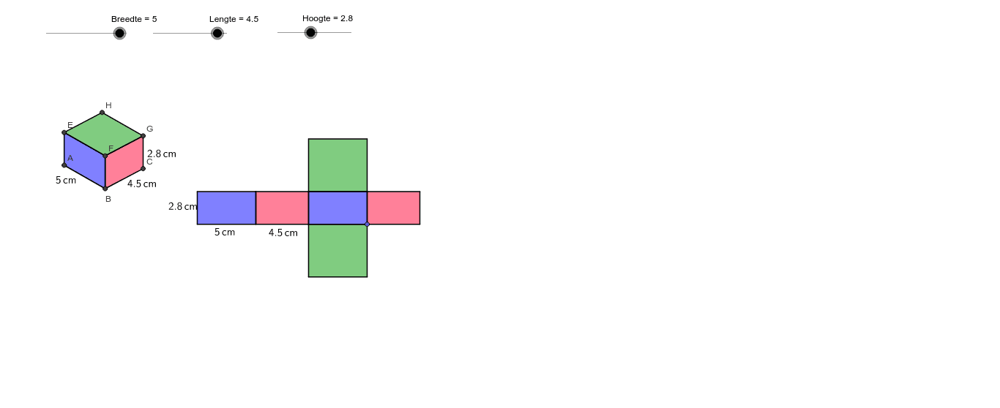 Breedte = 5
Lengte = 4.5
Hoogte = 2.8
H
E
G
F
2.8 cm
A
C
5 cm
4.5 cm
B
2.8 cm
5 cm
4.5 cm